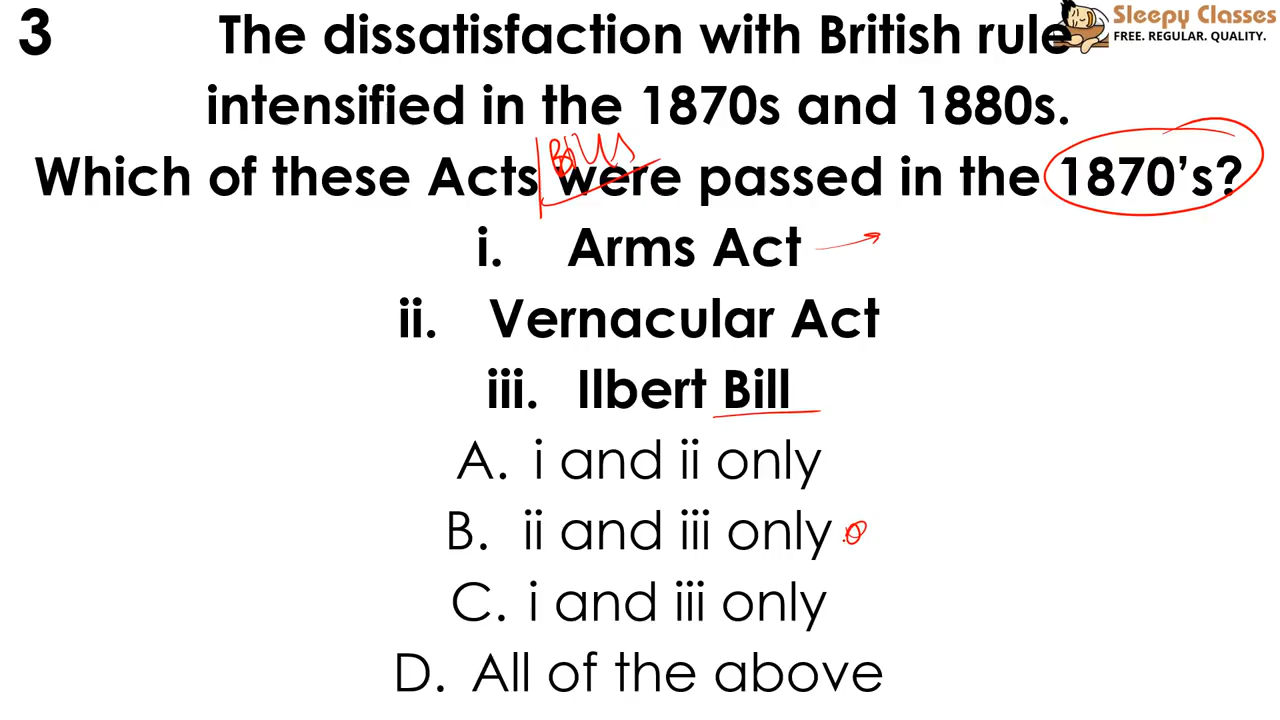 3
Sleepy Classes
FREE. REGULAR. QUALITY.
The dissatisfaction with British rule
intensified in the 1870s and 1880s.
Bills
Which of these Acts were passed in the 1870's?
i. Arms Act
ii. Vernacular Act
iii. Ilbert Bill
A. i and ii only
B. ii and iii only
C. i and iii only
D. All of the above